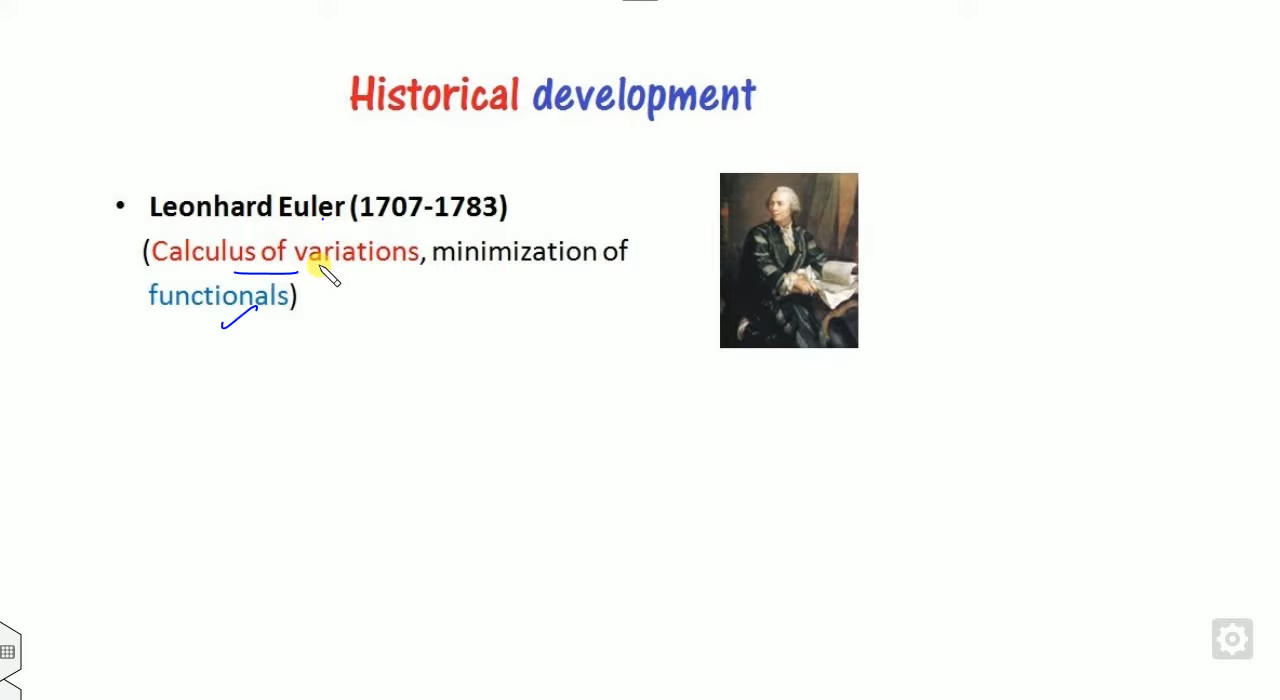 Historical development
• Leonhard Euler (1707-1783)
(Calculus of variations, minimization of
functionals)